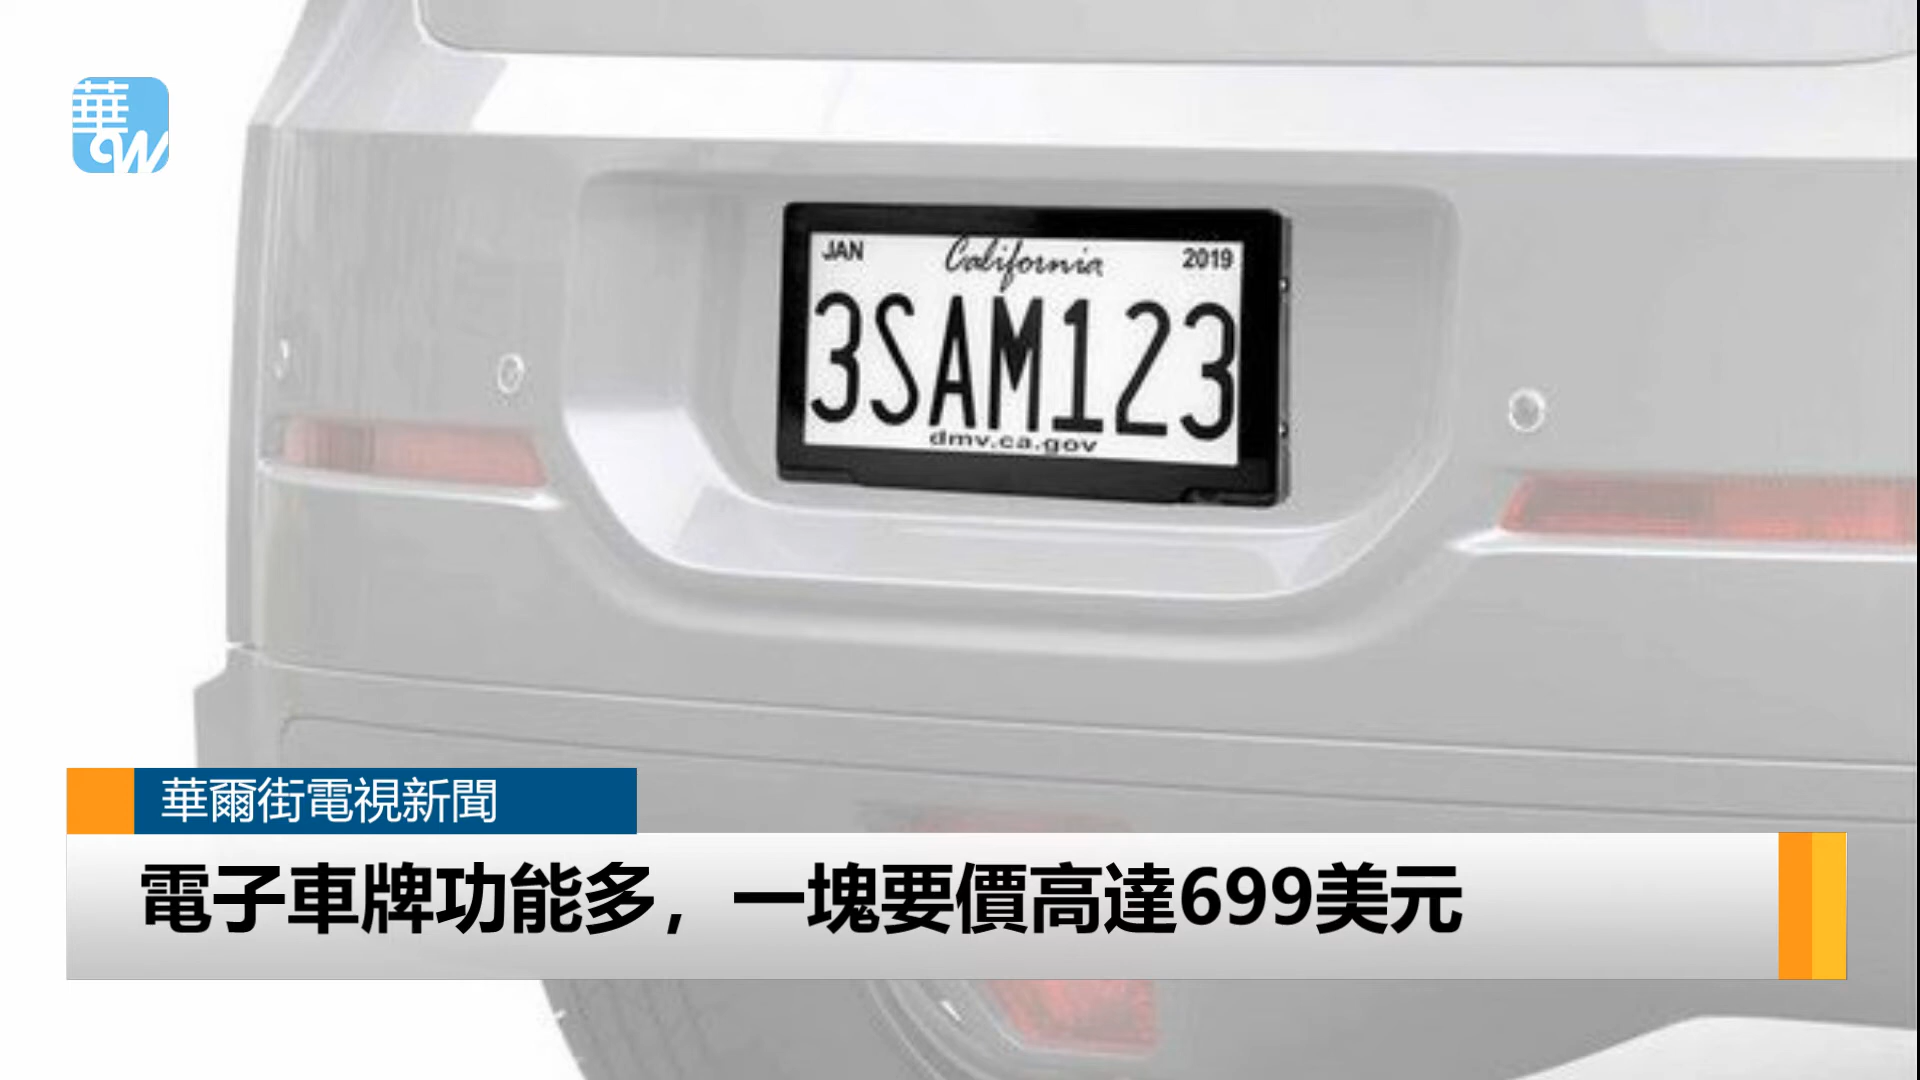 華
W
JAN California 2019
3SAM123
dmv.ca.gov
華爾街電視新聞
電子車牌功能多，一塊要價高達699美元